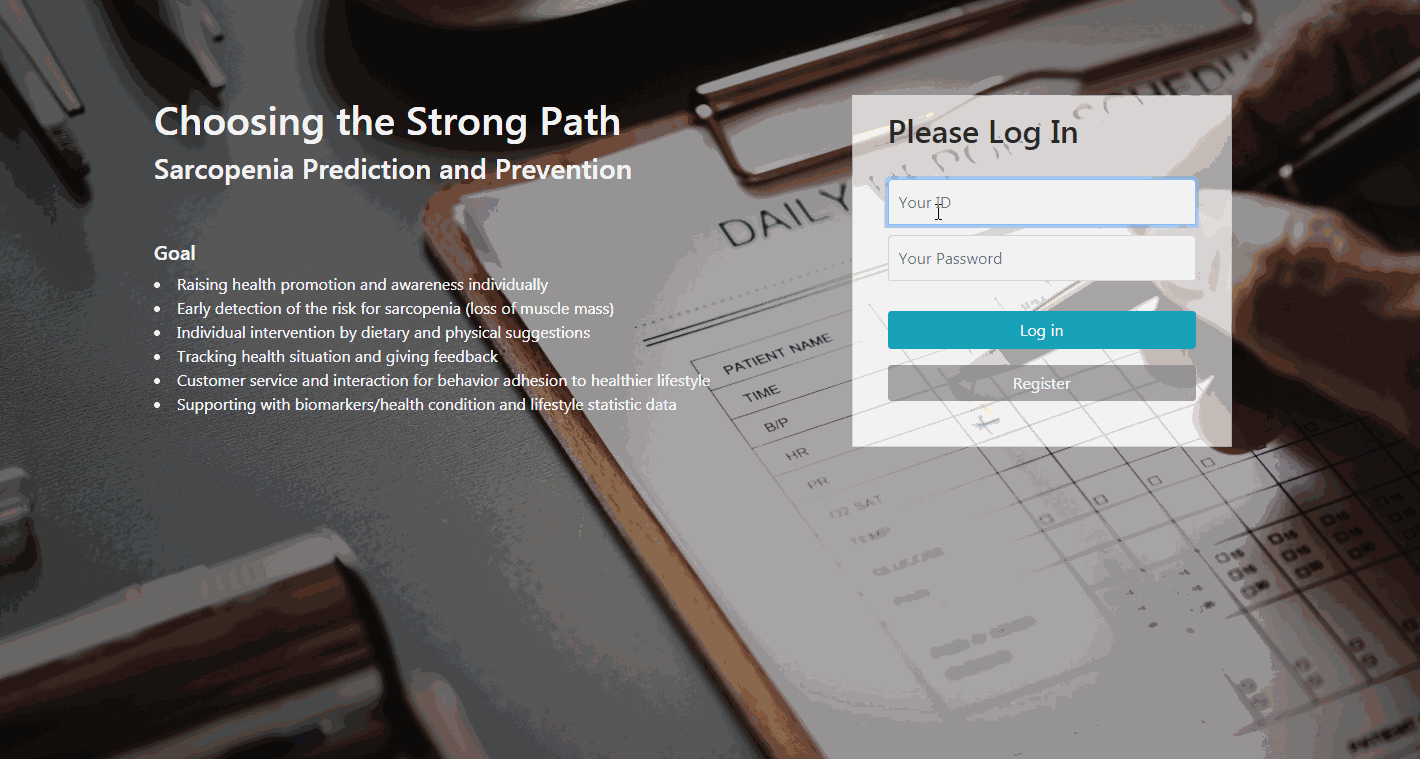 Choosing the Strong Path
Sarcopenia Prediction and Prevention
Goal
Raising health promotion and awareness individually
Early detection of the risk for sarcopenia (loss of muscle mass)
Individual intervention by dietary and physical suggestions
Tracking health situation and giving feedback
Customer service and interaction for behavior adhesion to healthier lifestyle
Supporting with biomarkers/health condition and lifestyle statistic data
Please Log In
Your ID
Your Password
Log in
Register
DAILY
PATIENT NAME
TIME
B/P
HR
PR
O2 SAT
TEMP